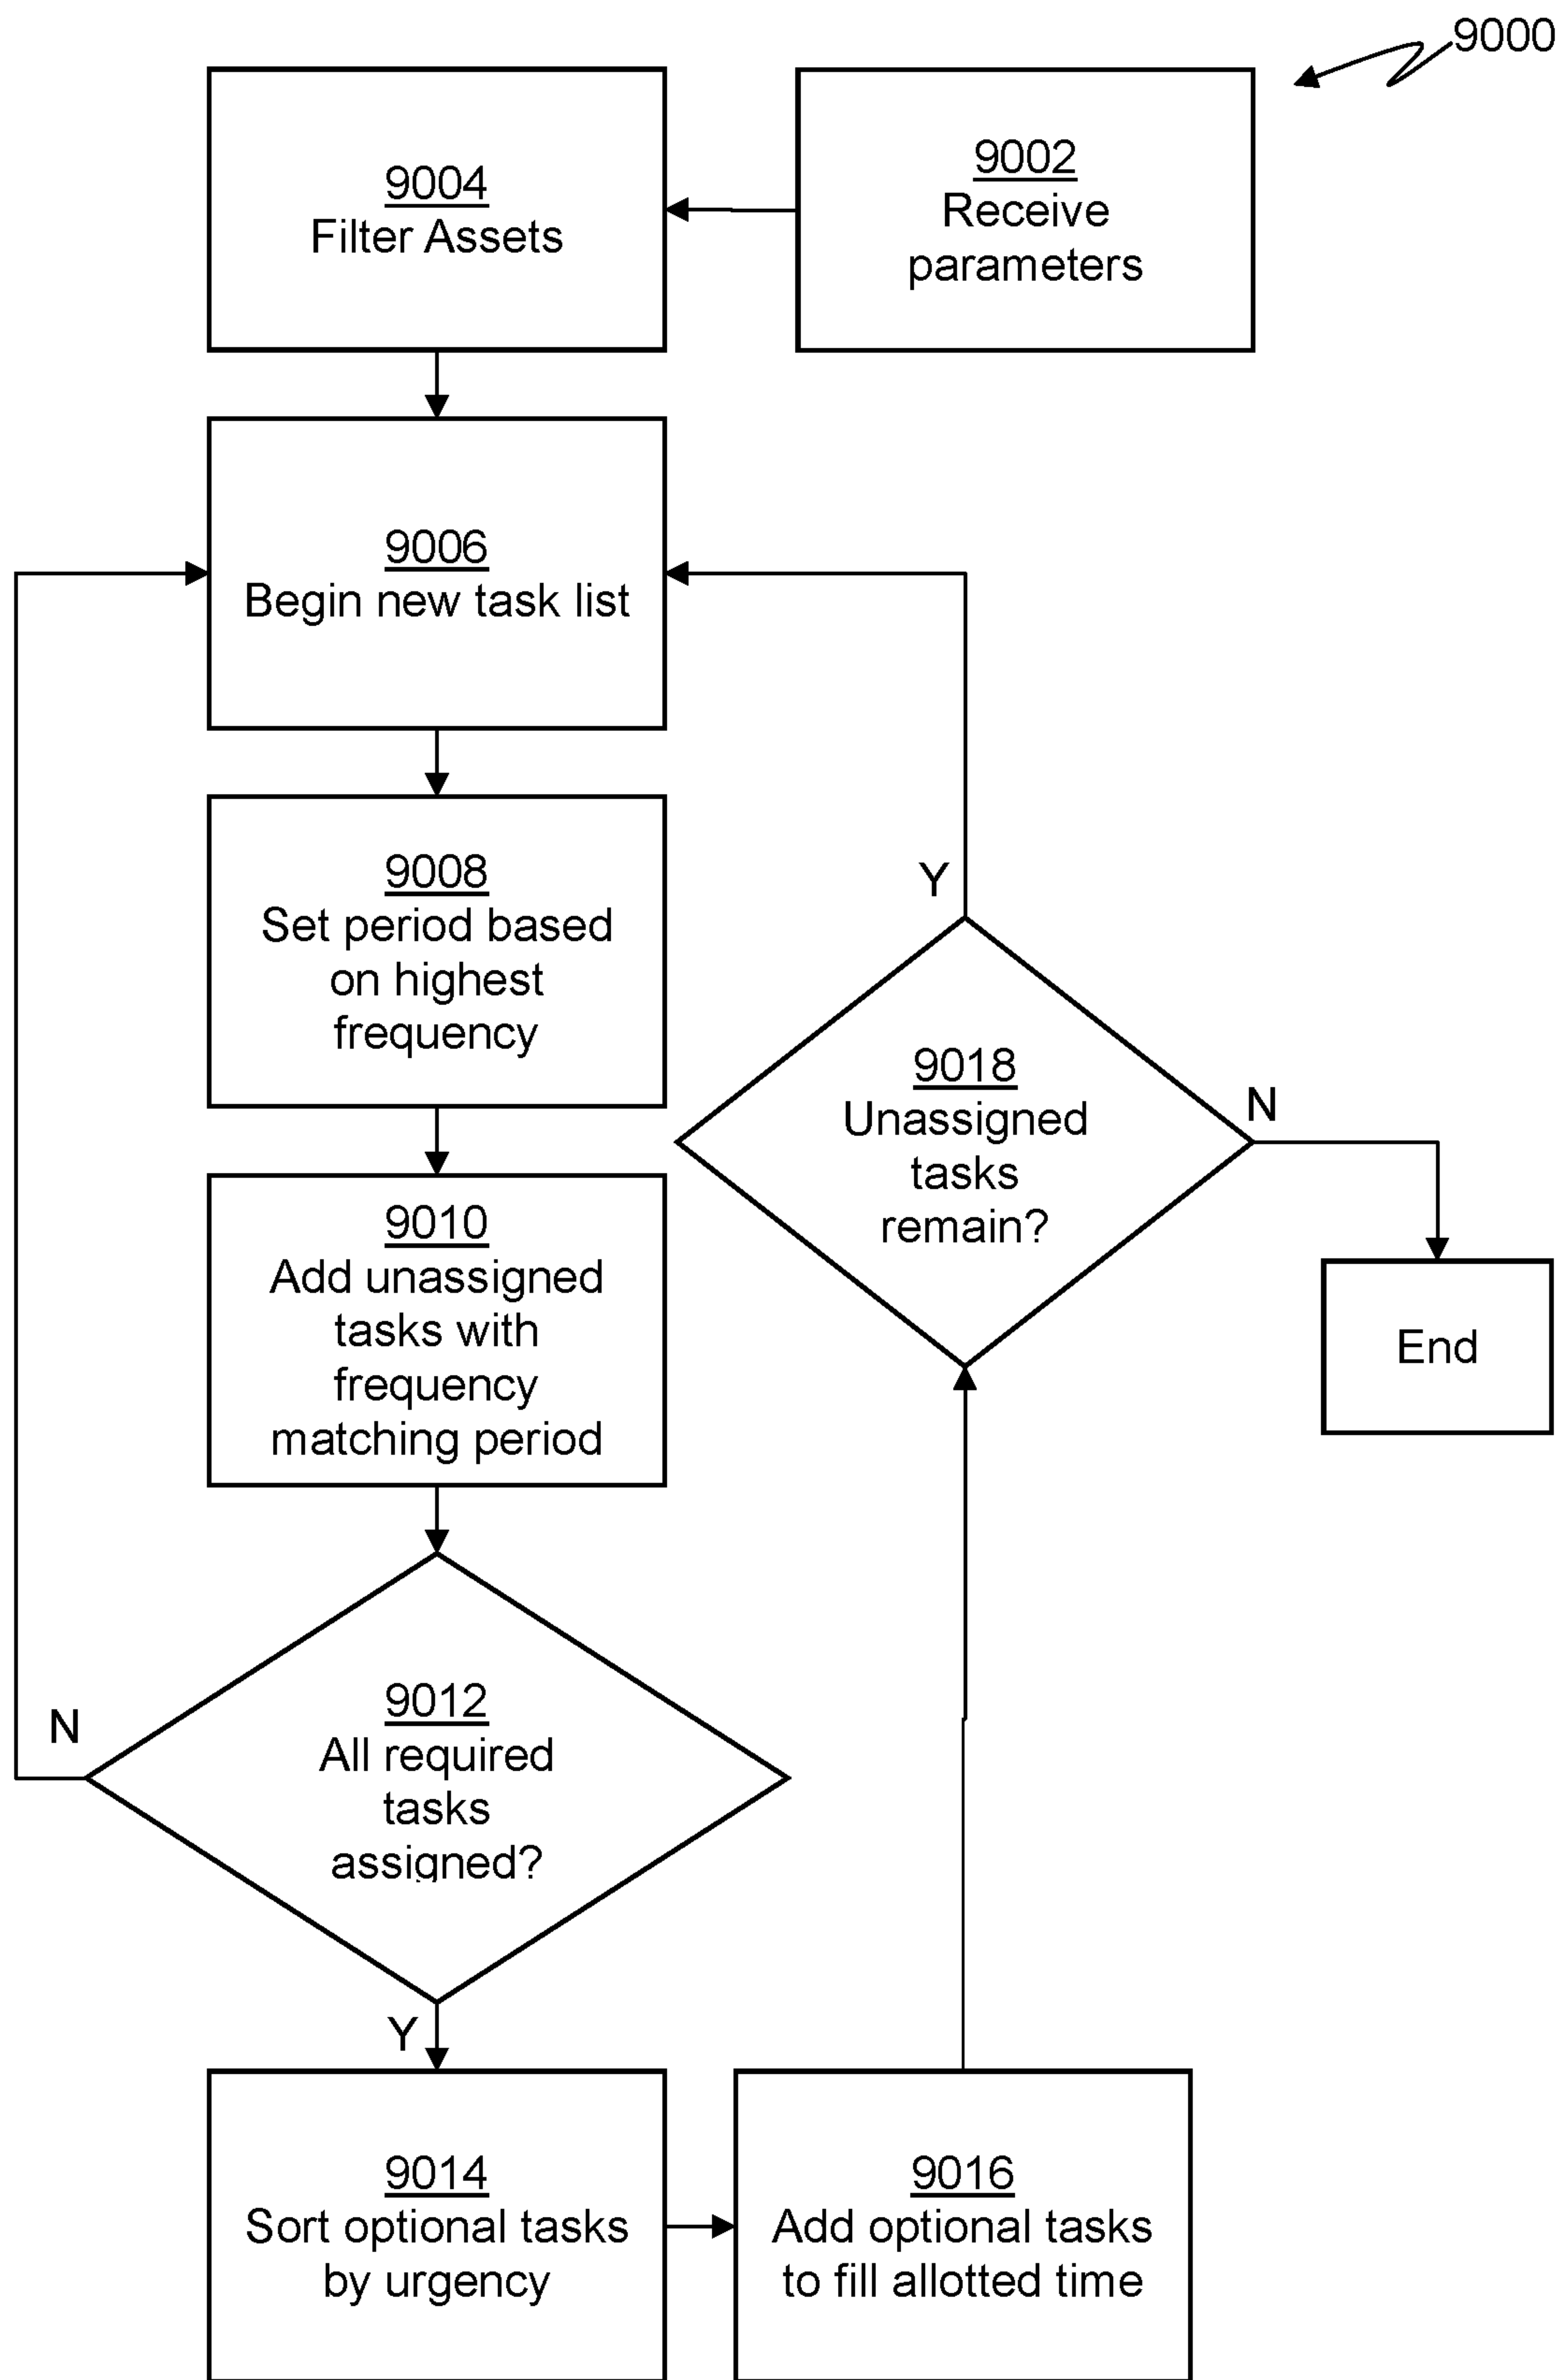 9000
9002
Receive
parameters
9004
Filter Assets
9006
Begin new task list
9008
Set period based
on highest
frequency
9010
Add unassigned
tasks with
frequency
matching period
9012
All required
tasks
assigned?
N
Y
9014
Sort optional tasks
by urgency
9016
Add optional tasks
to fill allotted time
9018
Unassigned
tasks
remain?
Y
N
End